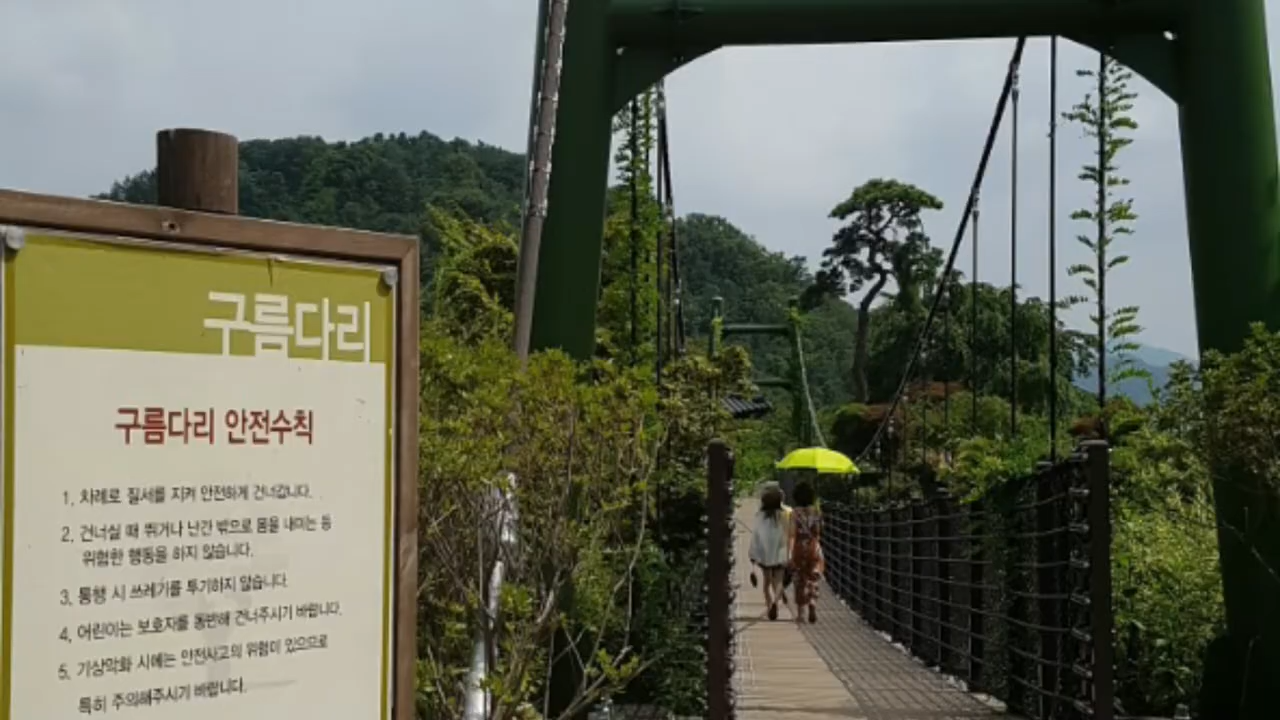 구름다리
구름다리 안전수칙
1. 차례로 질서를 지켜 안전하게 건너갑니다.
2. 건너실 때 뛰거나 난간 밖으로 몸을 내미는 등
위험한 행동을 하지 않습니다.
3. 통행 시 쓰레기를 투기하지 않습니다.
4. 어린이는 보호자를 동반해 건너주시기 바랍니다.
5. 기상악화 시에는 안전사고의 위험이 있으므로
특히 주의해주시기 바랍니다.